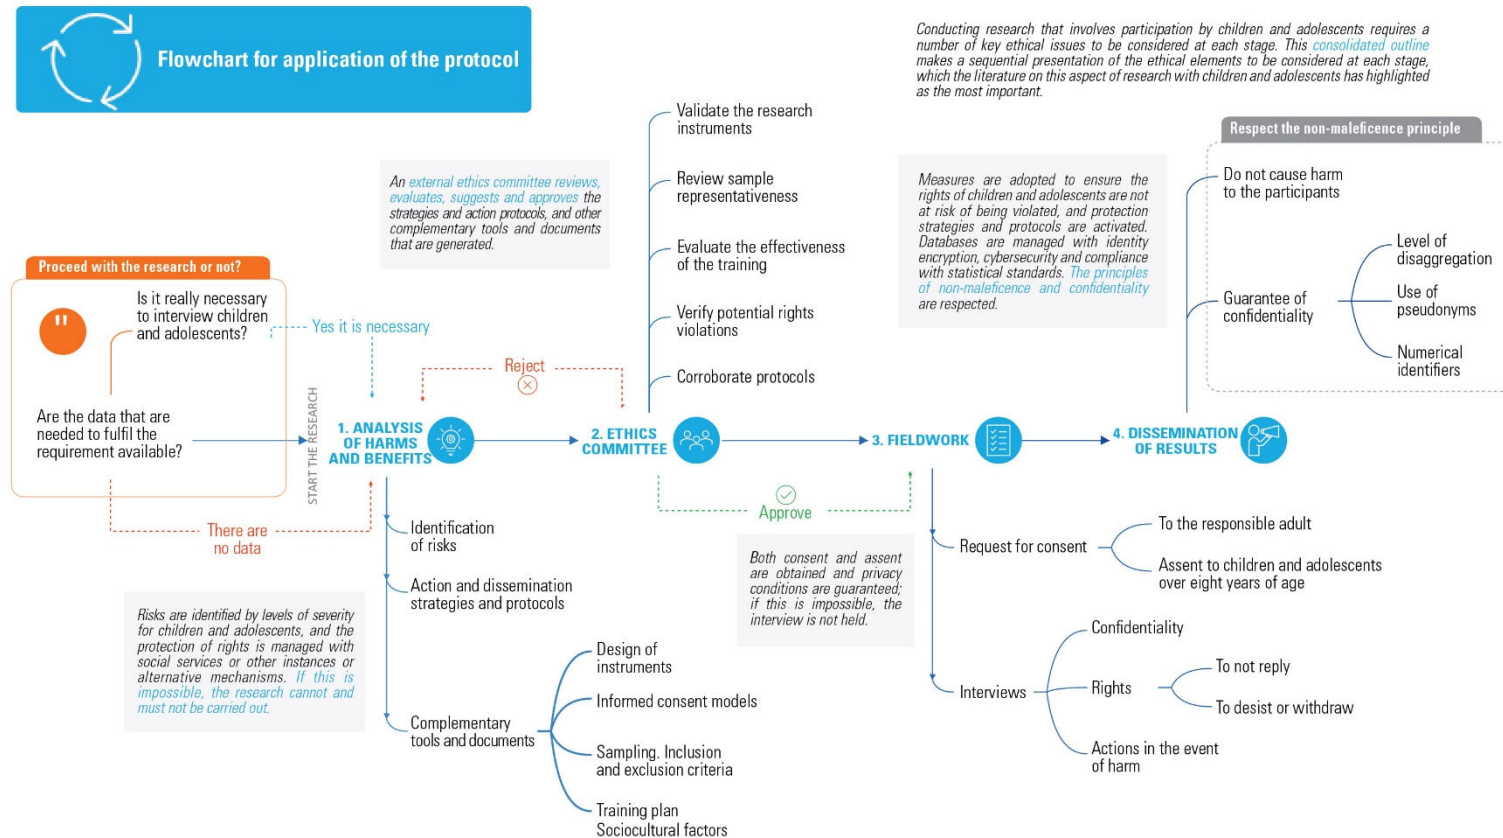 Flowchart for application of the protocol
Conducting research that involves participation by children and adolescents requires a
number of key ethical issues to be considered at each stage. This consolidated outline
makes a sequential presentation of the ethical elements to be considered at each stage,
which the literature on this aspect of research with children and adolescents has highlighted
as the most important.
Proceed with the research or not?
"
Is it really necessary
to interview children
and adolescents?
Yes it is necessary
Are the data that are
needed to fulfil the
requirement available?
There are
no data
START THE RESEARCH
1. ANALYSIS
OF HARMS
AND BENEFITS
Identification
of risks
Action and dissemination
strategies and protocols
Complementary
tools and documents
Design of
instruments
Informed consent models
Sampling. Inclusion
and exclusion criteria
Training plan
Sociocultural factors
Risks are identified by levels of severity
for children and adolescents, and the
protection of rights is managed with
social services or other instances or
alternative mechanisms. If this is
impossible, the research cannot and
must not be carried out.
Reject
2. ETHICS
COMMITTEE
An external ethics committee reviews,
evaluates, suggests and approves the
strategies and action protocols, and other
complementary tools and documents
that are generated.
Validate the research
instruments
Review sample
representativeness
Evaluate the effectiveness
of the training
Verify potential rights
violations
Corroborate protocols
Approve
3. FIELDWORK
Measures are adopted to ensure the
rights of children and adolescents are not
at risk of being violated, and protection
strategies and protocols are activated.
Databases are managed with identity
encryption, cybersecurity and compliance
with statistical standards. The principles
of non-maleficence and confidentiality
are respected.
Both consent and assent
are obtained and privacy
conditions are guaranteed;
if this is impossible, the
interview is not held.
Request for consent
To the responsible adult
Assent to children and adolescents
over eight years of age
Interviews
Confidentiality
Rights
To not reply
To desist or withdraw
Actions in the event
of harm
4. DISSEMINATION
OF RESULTS
Respect the non-maleficence principle
Do not cause harm
to the participants
Guarantee of
confidentiality
Level of
disaggregation
Use of
pseudonyms
Numerical
identifiers